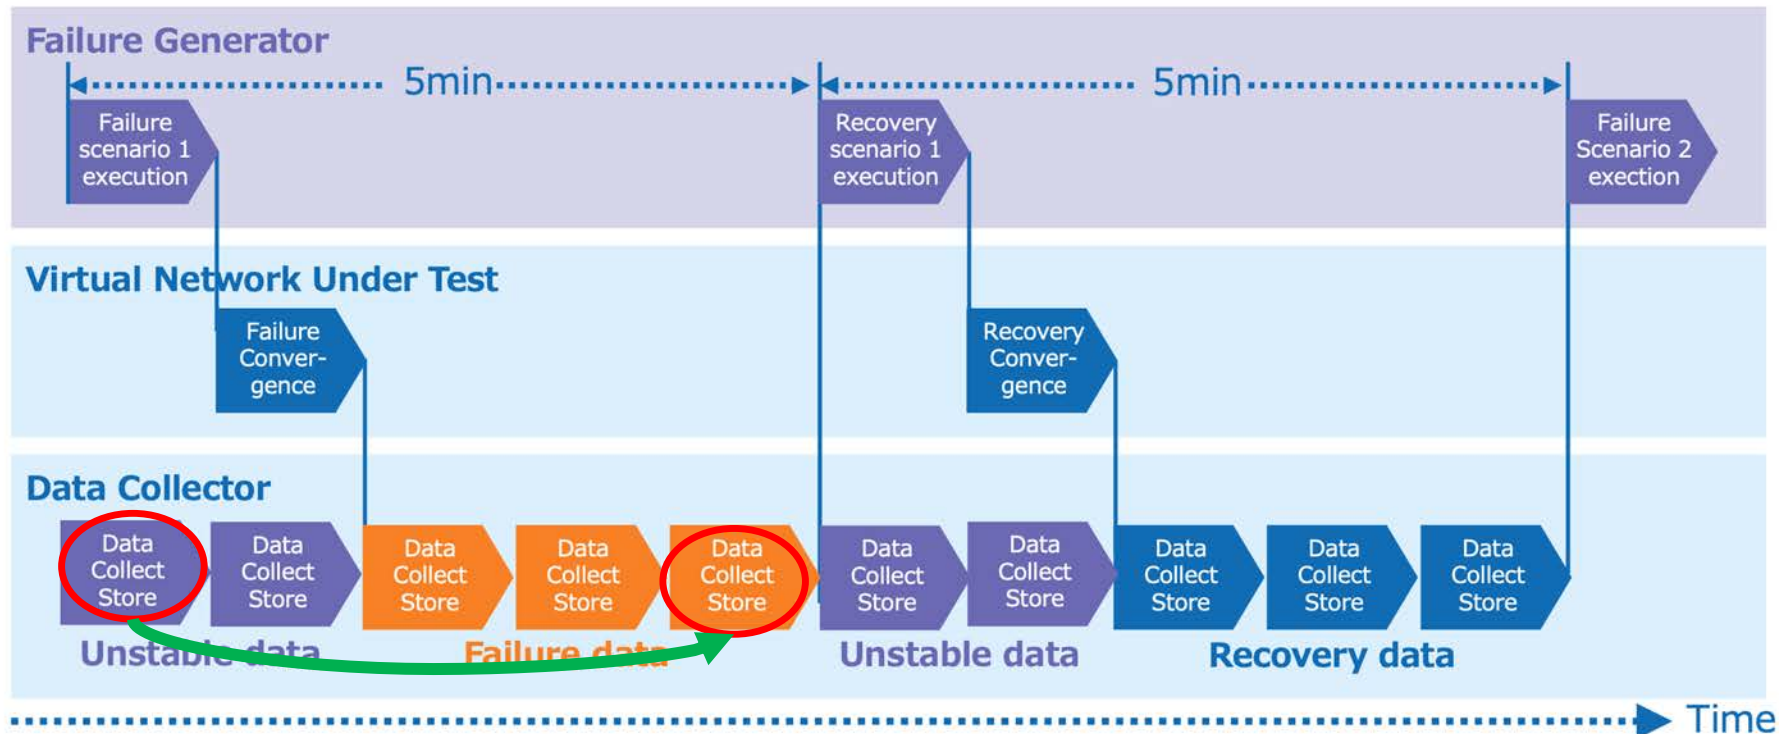 Failure Generator
5min
5min
Failure
scenario 1
execution
Recovery
scenario 1
execution
Failure
Scenario 2
exection
Virtual Network Under Test
Failure
Conver-
gence
Recovery
Conver-
gence
Data Collector
Data
Collect
Store
Data
Collect
Store
Data
Collect
Store
Data
Collect
Store
Data
Collect
Store
Data
Collect
Store
Data
Collect
Store
Data
Collect
Store
Data
Collect
Store
Data
Collect
Store
Unstable data
Failure data
Unstable data
Recovery data
Time